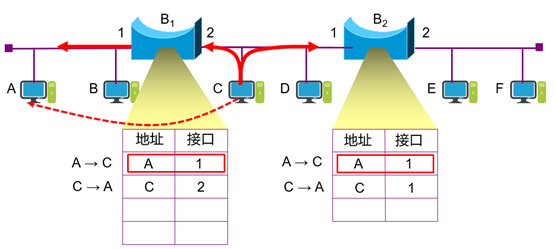 B₁
B₂
1 2
1 2
A B C D E F
地址 接口
A → C A 1
C → A C 2
地址 接口
A → C A 1
C → A C 1